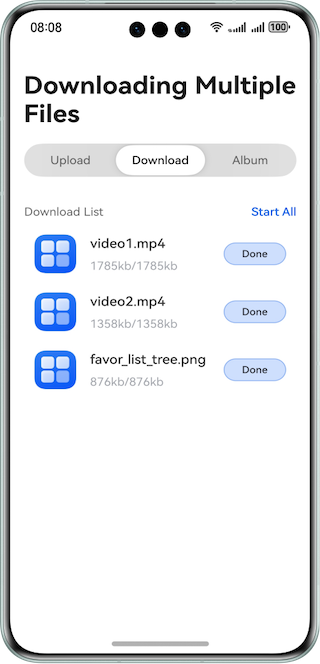 08:08
100
Downloading Multiple
Files
Upload Download Album
Download List Start All
video1.mp4
1785kb/1785kb
Done
video2.mp4
1358kb/1358kb
Done
favor_list_tree.png
876kb/876kb
Done